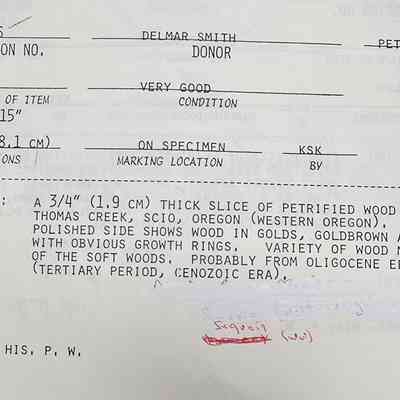 DELMAR SMITH PET
ON NO. DONOR
VERY GOOD
OF ITEM CONDITION
15"
8.1 CM) ON SPECIMEN KSK
ONS MARKING LOCATION BY
: A 3/4" (1.9 CM) THICK SLICE OF PETRIFIED WOOD
THOMAS CREEK, SCIO, OREGON (WESTERN OREGON).
POLISHED SIDE SHOWS WOOD IN GOLDS, GOLDBROWN A
WITH OBVIOUS GROWTH RINGS. VARIETY OF WOOD N
OF THE SOFT WOODS. PROBABLY FROM OLIGOCENE EP
(TERTIARY PERIOD, CENOZOIC ERA).
Sequoia
HIS, P. W.